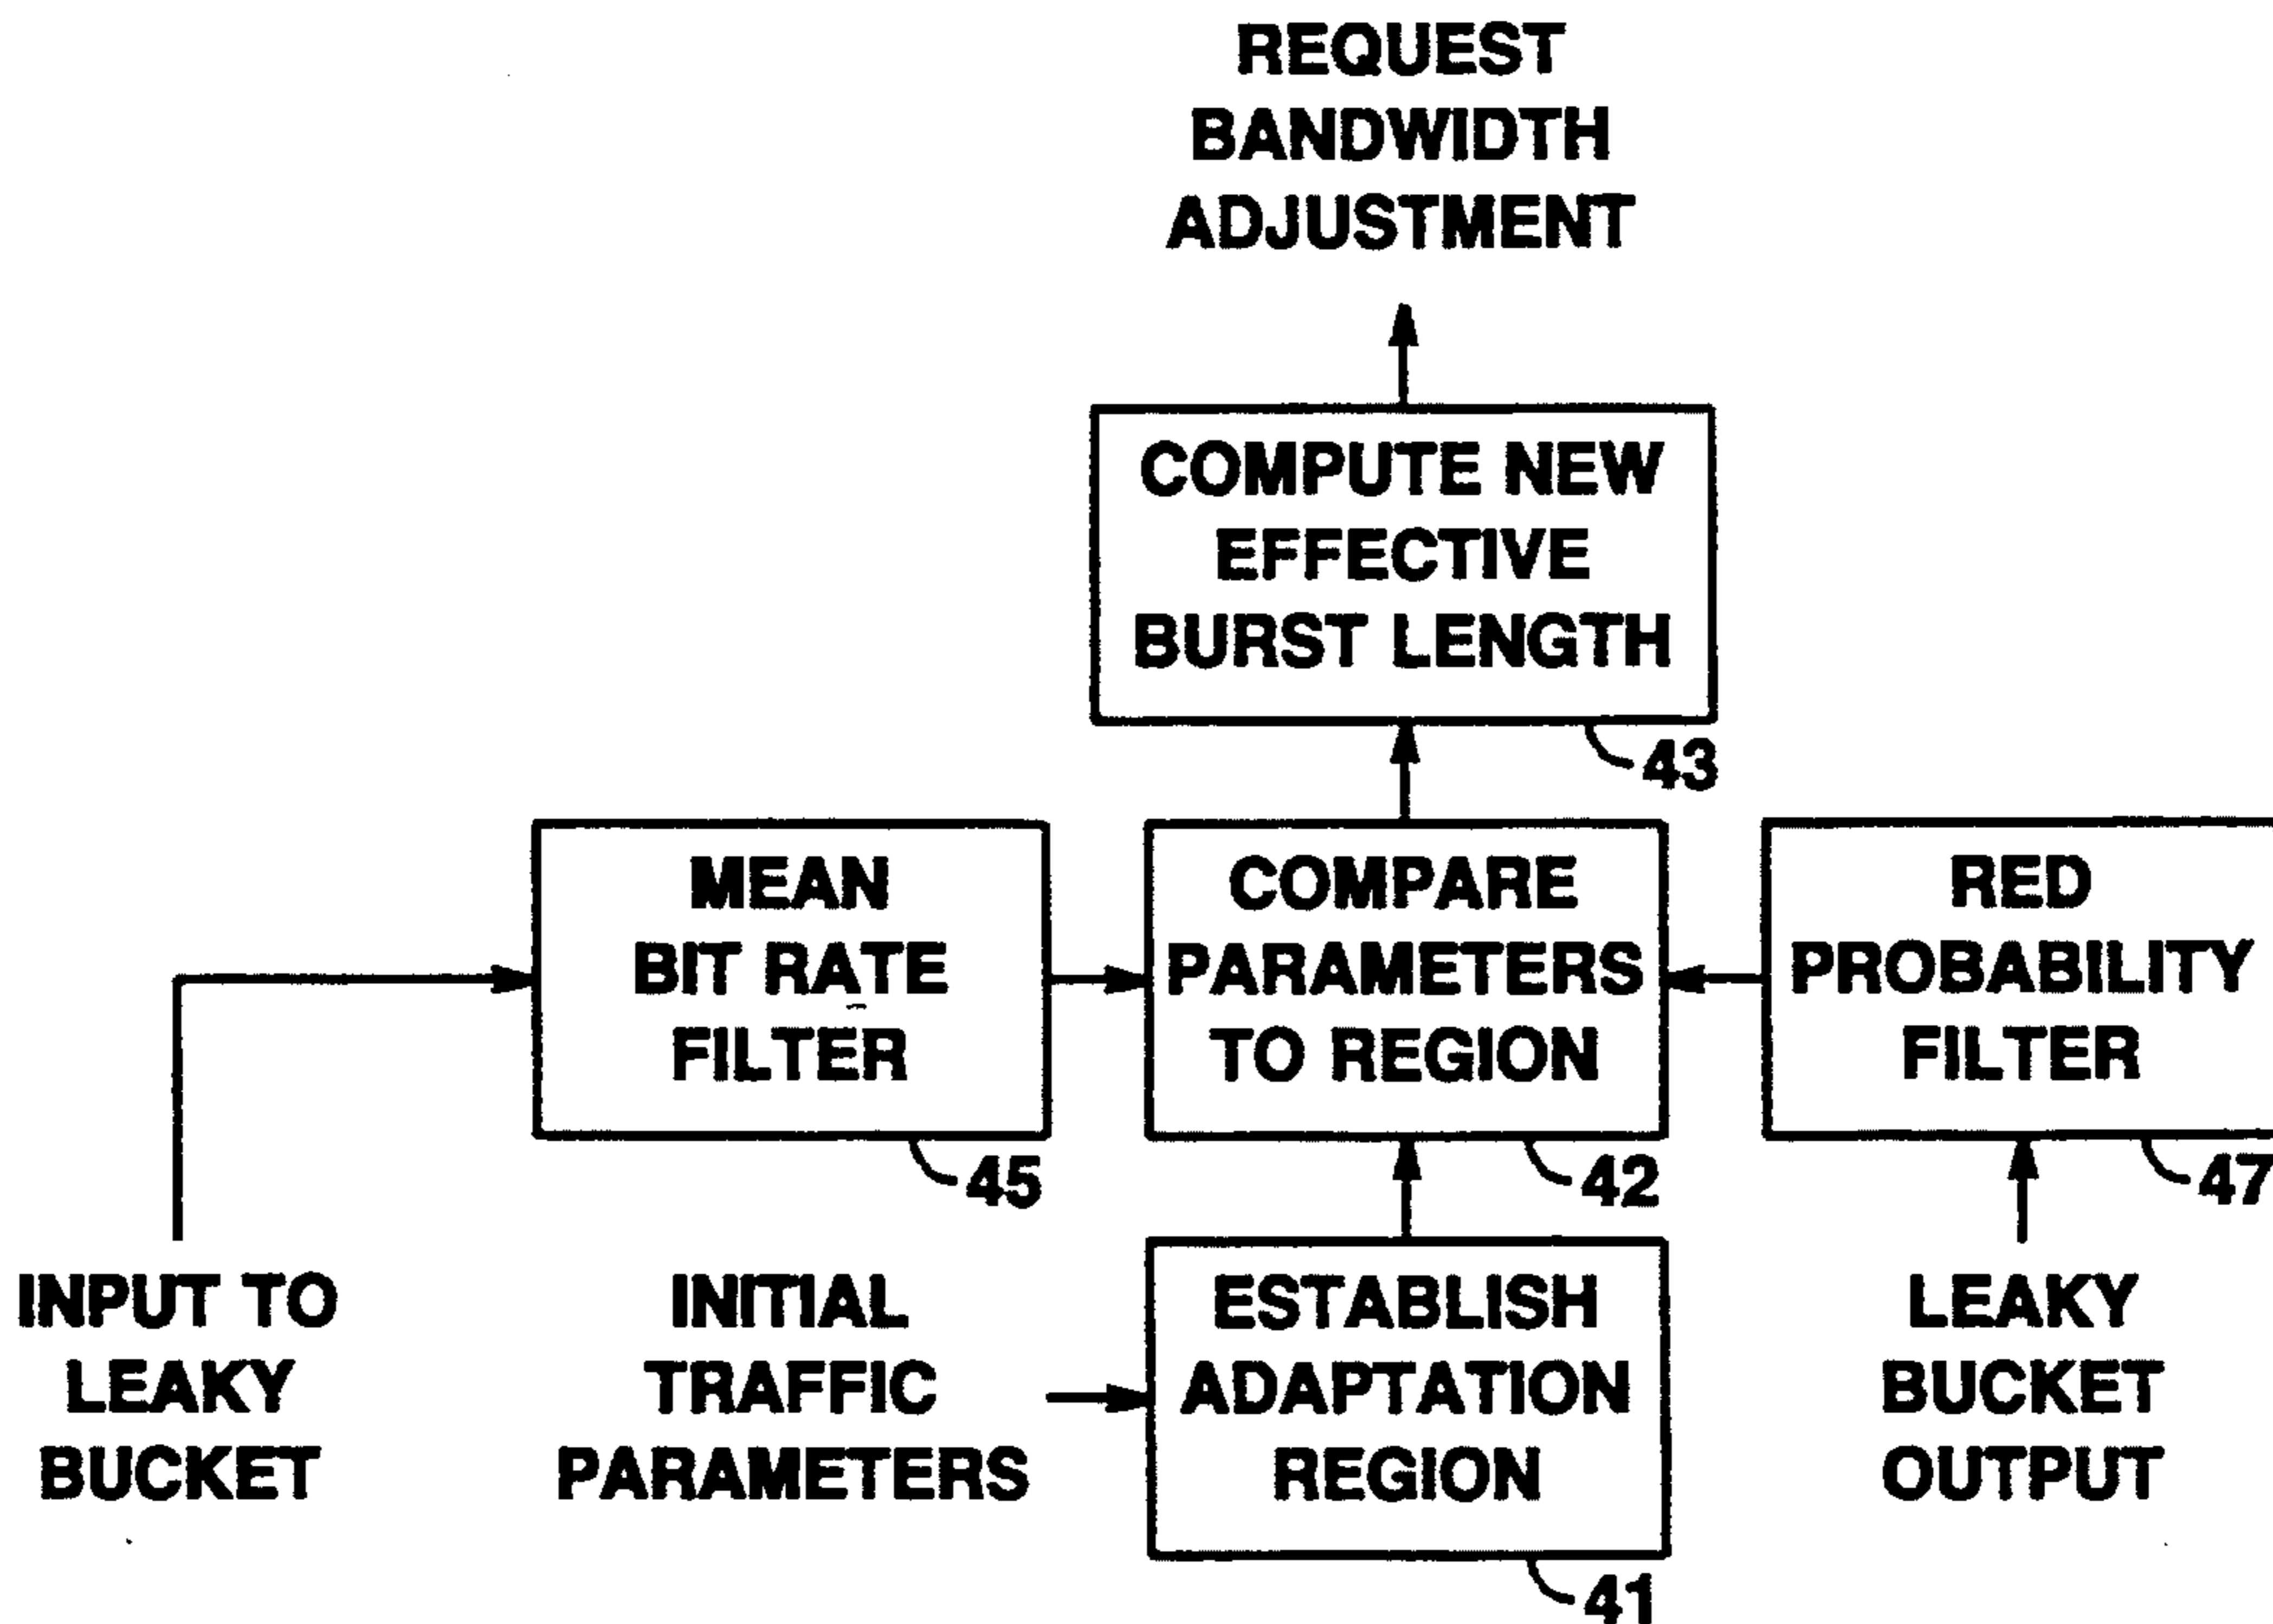 REQUEST
BANDWIDTH
ADJUSTMENT
COMPUTE NEW
EFFECTIVE
BURST LENGTH
43
MEAN
BIT RATE
FILTER
45
COMPARE
PARAMETERS
TO REGION
42
RED
PROBABILITY
FILTER
47
INPUT TO
LEAKY
BUCKET
INITIAL
TRAFFIC
PARAMETERS
ESTABLISH
ADAPTATION
REGION
41
LEAKY
BUCKET
OUTPUT